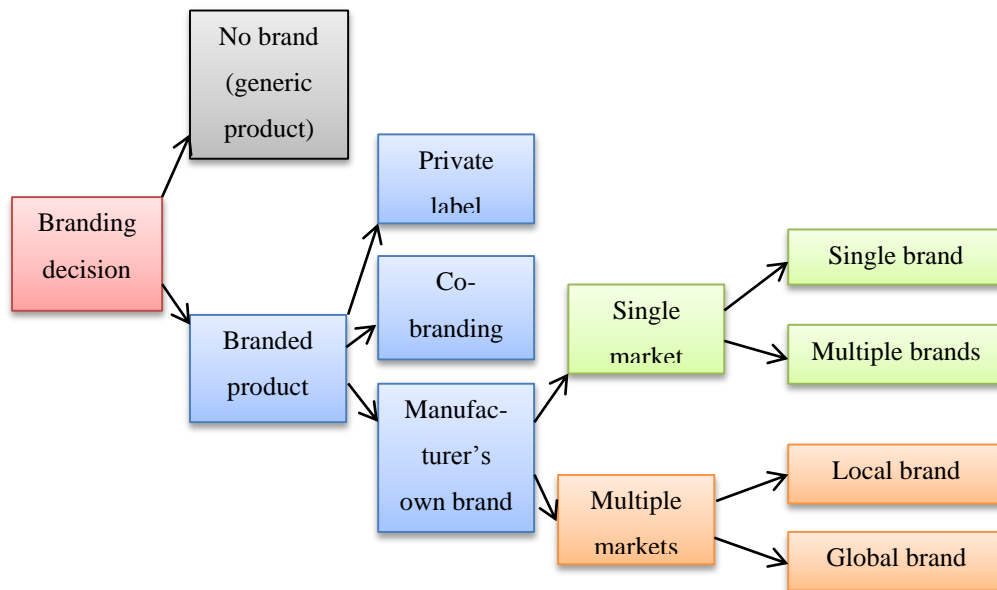 No brand
(generic
product)
Private
label
Branding
decision
Co-
branding
Branded
product
Manufac-
turer’s
own brand
Single
market
Multiple
markets
Single brand
Multiple brands
Local brand
Global brand